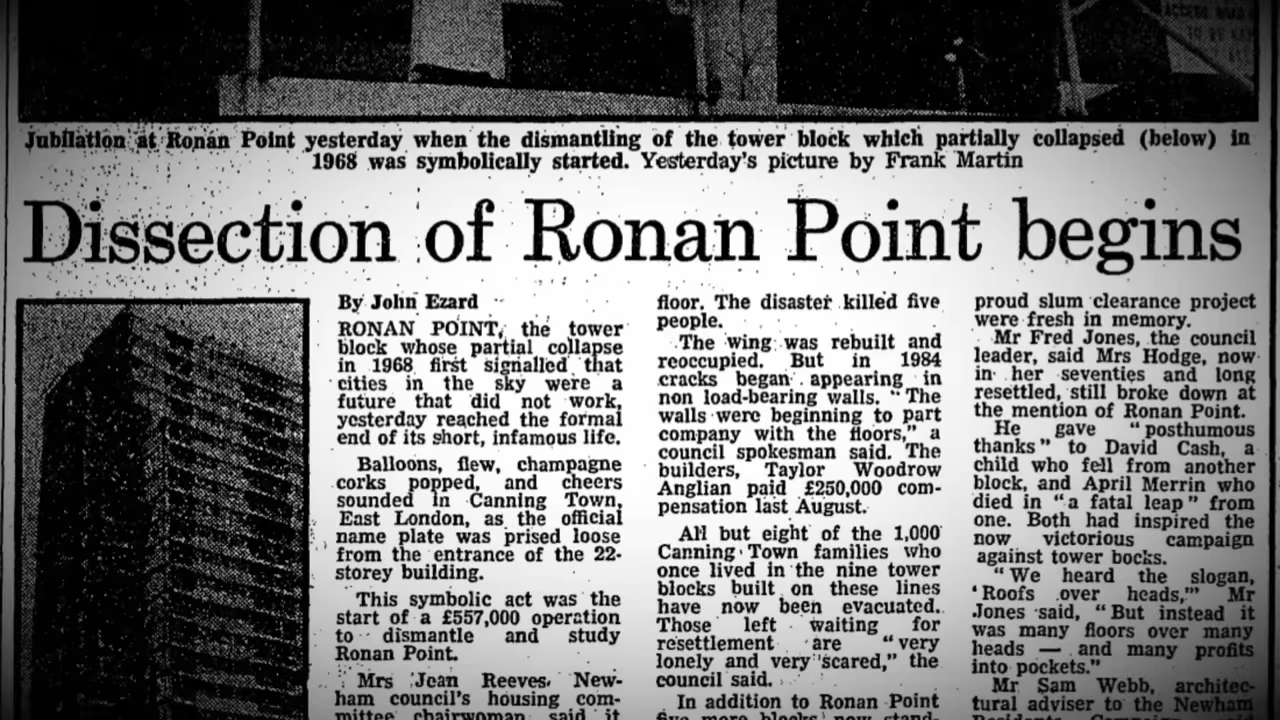 Jubilation at Ronan Point yesterday when the dismantling of the tower block which partially collapsed (below) in
1968 was symbolically started. Yesterday's picture by Frank Martin
Dissection of Ronan Point begins
By John Ezard
RONAN POINT, the tower
block whose partial collapse
in 1968 first signalled that
cities in the sky were a
future that did not work,
yesterday reached the formal
end of its short, infamous life.
Balloons, flew, champagne
corks popped, and cheers
sounded in Canning Town,
East London, as the official
name plate was prised loose
from the entrance of the 22-
storey building.
This symbolic act was the
start of a £557,000 operation
to dismantle and study
Ronan Point.
Mrs Jean Reeves, New-
ham council's housing com-
mittee chairwoman said it
floor. The disaster killed five
people.
The wing was rebuilt and
reoccupied. But in 1984
cracks began appearing in
non load-bearing walls. "The
walls were beginning to part
company with the floors," a
council spokesman said. The
builders, Taylor Woodrow
Anglian paid £250,000 com-
pensation last August.
All but eight of the 1,000
Canning Town families who
once lived in the nine tower
blocks built on these lines
have now been evacuated.
Those left waiting for
resettlement are "very
lonely and very scared," the
council said.
In addition to Ronan Point
five more blocks now stand-
proud slum clearance project
were fresh in memory.
Mr Fred Jones, the council
leader, said Mrs Hodge, now
in her seventies and long
resettled, still broke down at
the mention of Ronan Point.
He gave "posthumous
thanks" to David Cash, a
child who fell from another
block, and April Merrin who
died in "a fatal leap" from
one. Both had inspired the
now victorious campaign
against tower bocks.
"We heard the slogan,
'Roofs over heads,'" Mr
Jones said, "But instead it
was many floors over many
heads — and many profits
into pockets."
Mr Sam Webb, architec-
tural adviser to the Newham